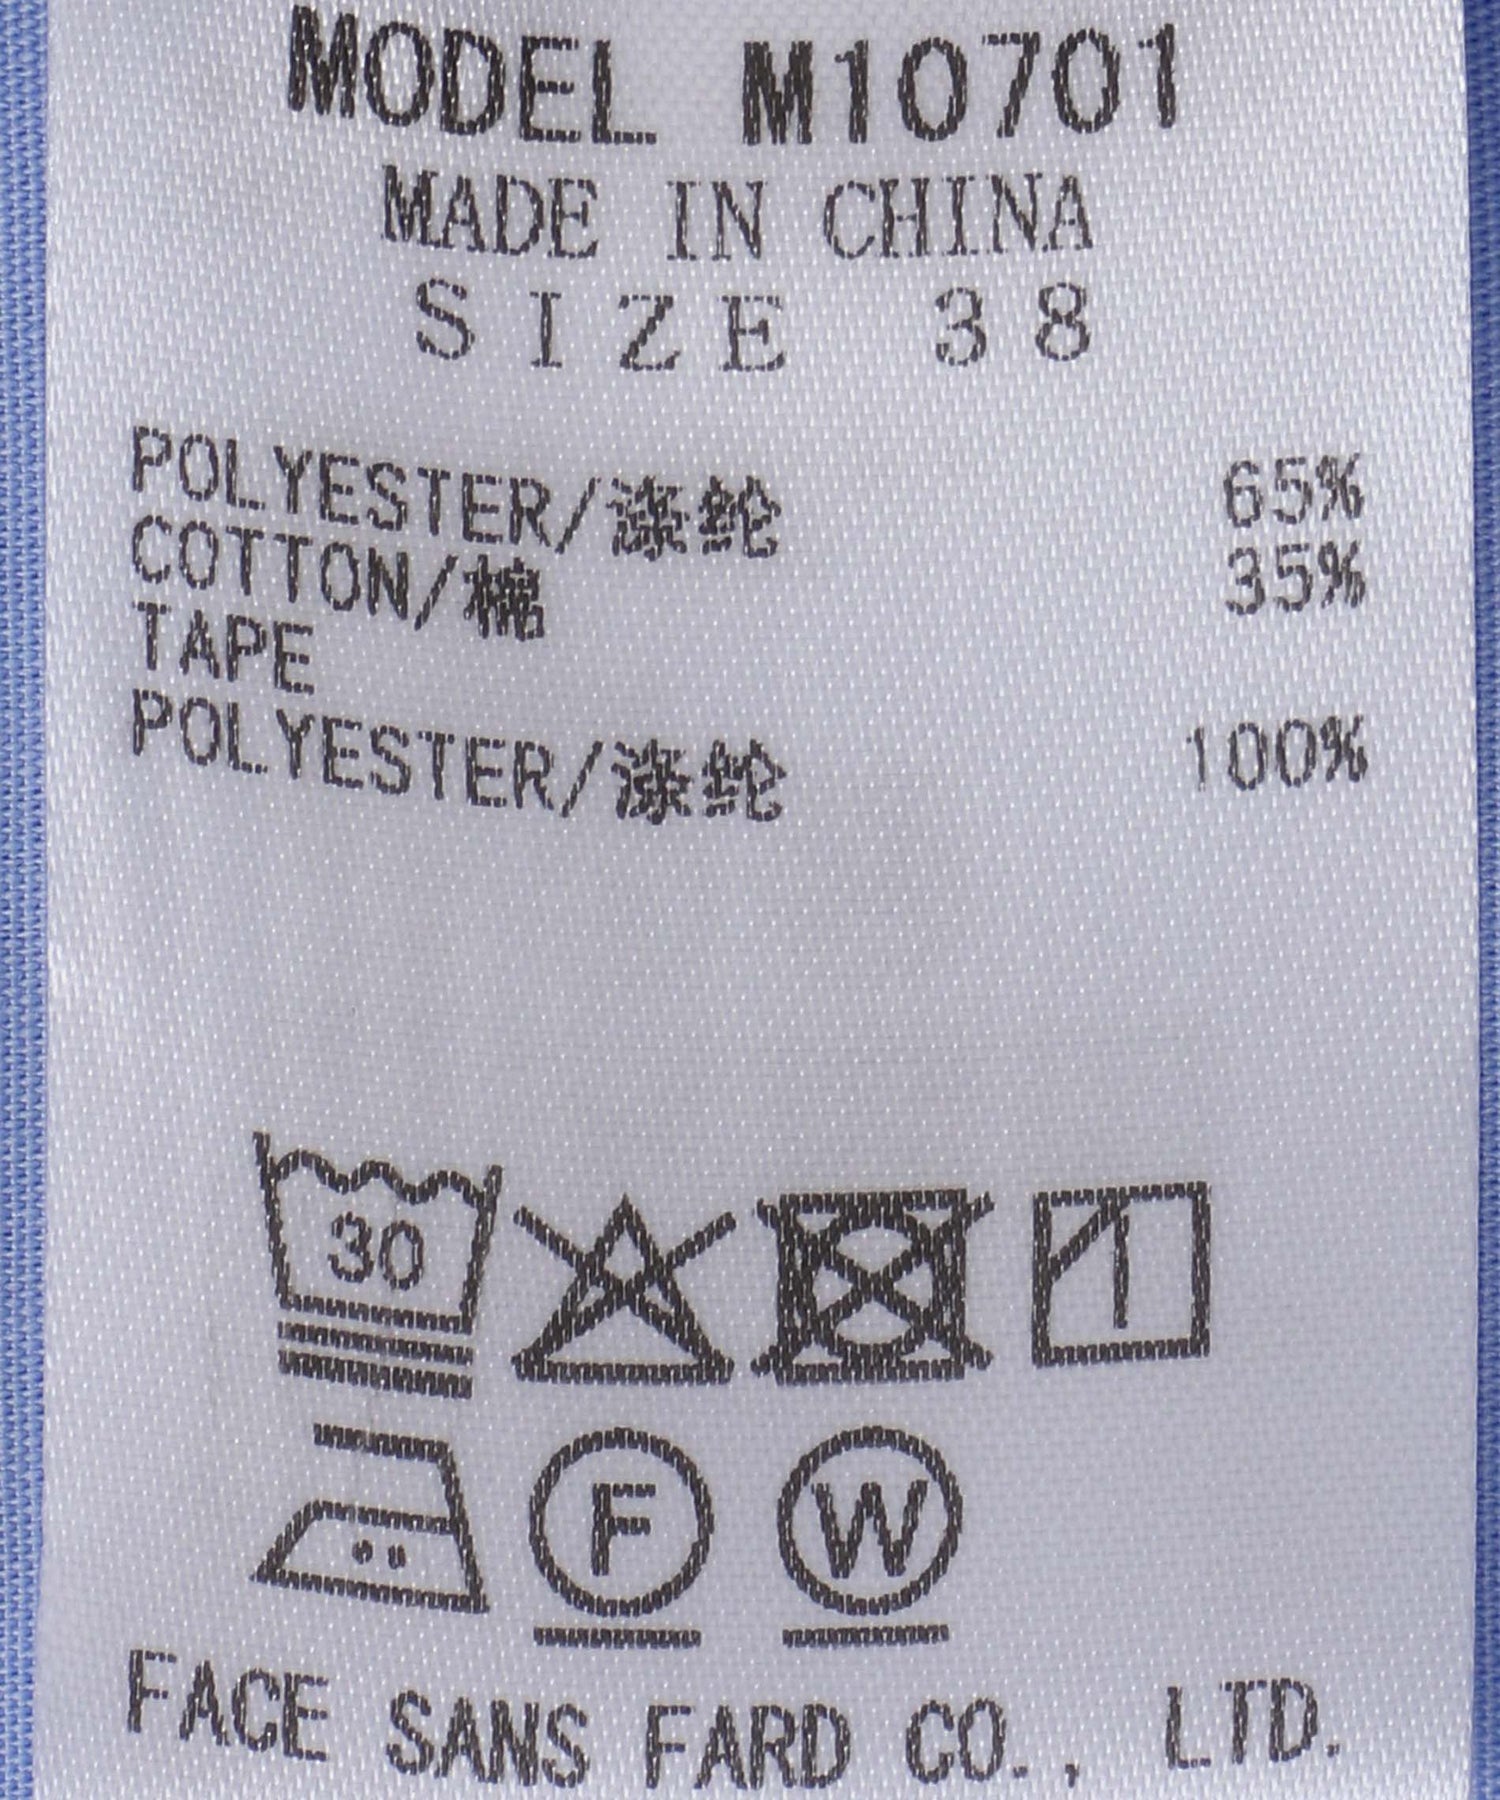 MODEL M10701
MADE IN CHINA
SIZE 38
POLYESTER/涤纶 65%
COTTON/棉 35%
TAPE
POLYESTER/涤纶 100%
30
F W
FACE SANS FARD CO., LTD.